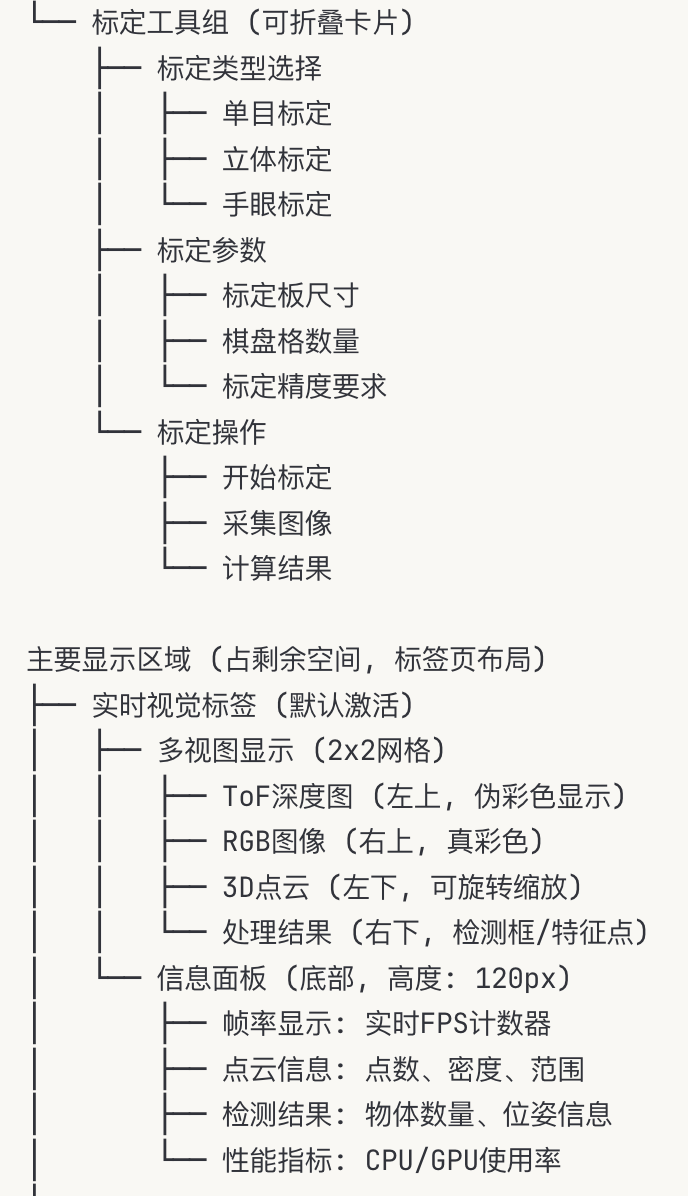 └── 标定工具组 (可折叠卡片)
    ├── 标定类型选择
    │   ├── 单目标定
    │   ├── 立体标定
    │   └── 手眼标定
    ├── 标定参数
    │   ├── 标定板尺寸
    │   ├── 棋盘格数量
    │   └── 标定精度要求
    └── 标定操作
        ├── 开始标定
        ├── 采集图像
        └── 计算结果

主要显示区域 (占剩余空间, 标签页布局)
├── 实时视觉标签 (默认激活)
│   ├── 多视图显示 (2x2网格)
│   │   ├── ToF深度图 (左上, 伪彩色显示)
│   │   ├── RGB图像 (右上, 真彩色)
│   │   ├── 3D点云 (左下, 可旋转缩放)
│   │   └── 处理结果 (右下, 检测框/特征点)
│   └── 信息面板 (底部, 高度: 120px)
│       ├── 帧率显示: 实时FPS计数器
│       ├── 点云信息: 点数、密度、范围
│       ├── 检测结果: 物体数量、位姿信息
│       └── 性能指标: CPU/GPU使用率